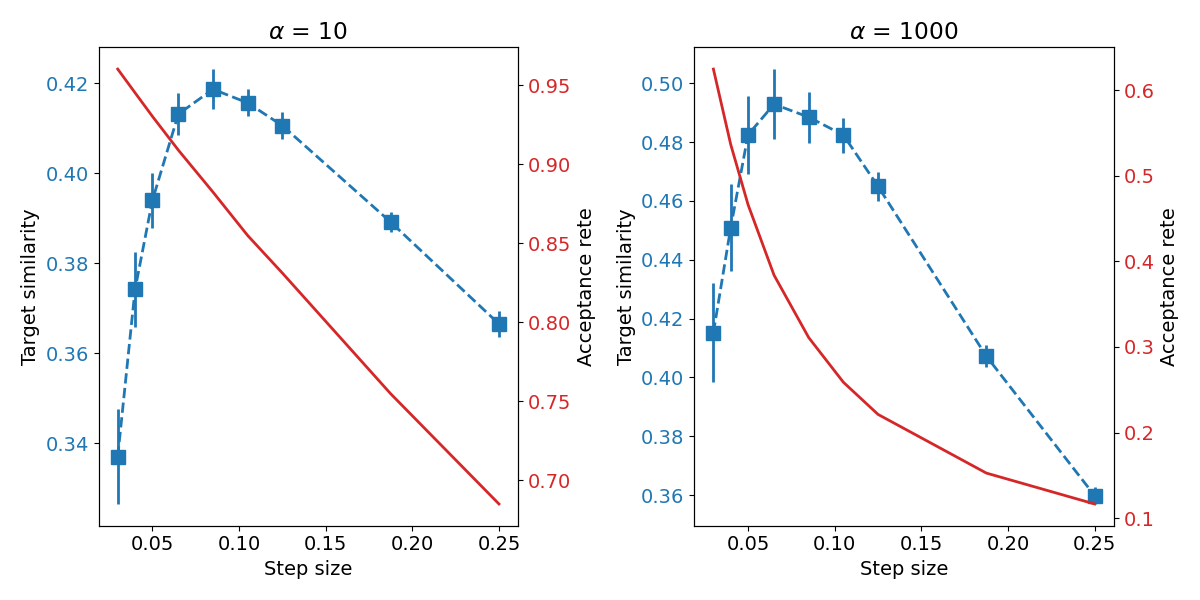 α = 10
0.42
0.40
0.38
0.36
0.34
Target similarity
0.95
0.90
0.85
0.80
0.75
0.70
Acceptance rete
0.05 0.10 0.15 0.20 0.25
Step size
α = 1000
0.50
0.48
0.46
0.44
0.42
0.40
0.38
0.36
Target similarity
0.6
0.5
0.4
0.3
0.2
0.1
Acceptance rete
0.05 0.10 0.15 0.20 0.25
Step size